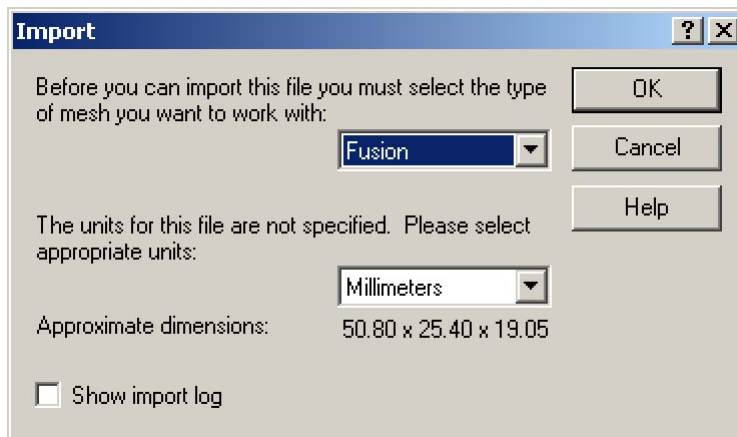 Import
? X
Before you can import this file you must select the type
of mesh you want to work with:
Fusion
OK
Cancel
Help
The units for this file are not specified. Please select
appropriate units:
Millimeters
Approximate dimensions: 50.80 x 25.40 x 19.05
Show import log